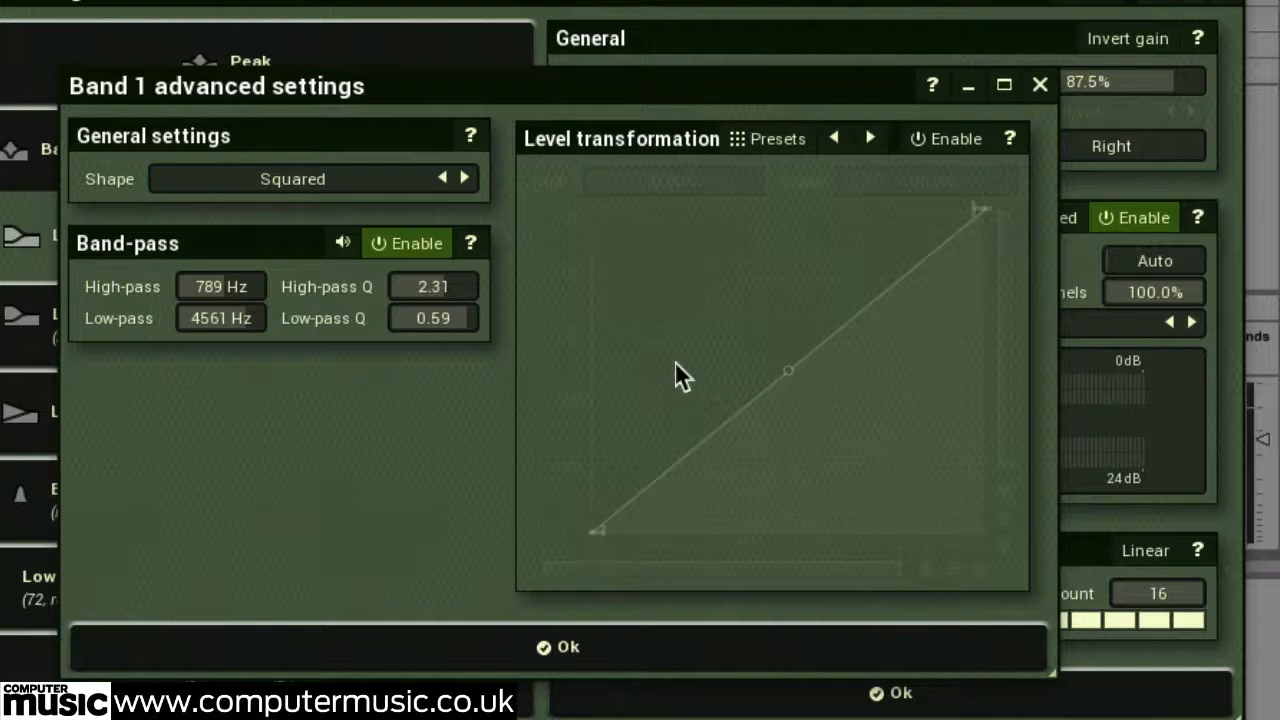 General
Invert gain
?
Peak
Band 1 advanced settings
?
87.5%
General settings
?
Level transformation
Presets
Enable
?
Right
Shape
Squared
Band-pass
Enable
?
Enable
?
High-pass
789 Hz
High-pass Q
2.31
Auto
Low-pass
4561 Hz
Low-pass Q
0.59
100.0%
0dB
24dB
Linear
?
16
Low
Ok
Ok
COMPUTER
music
www.computermusic.co.uk